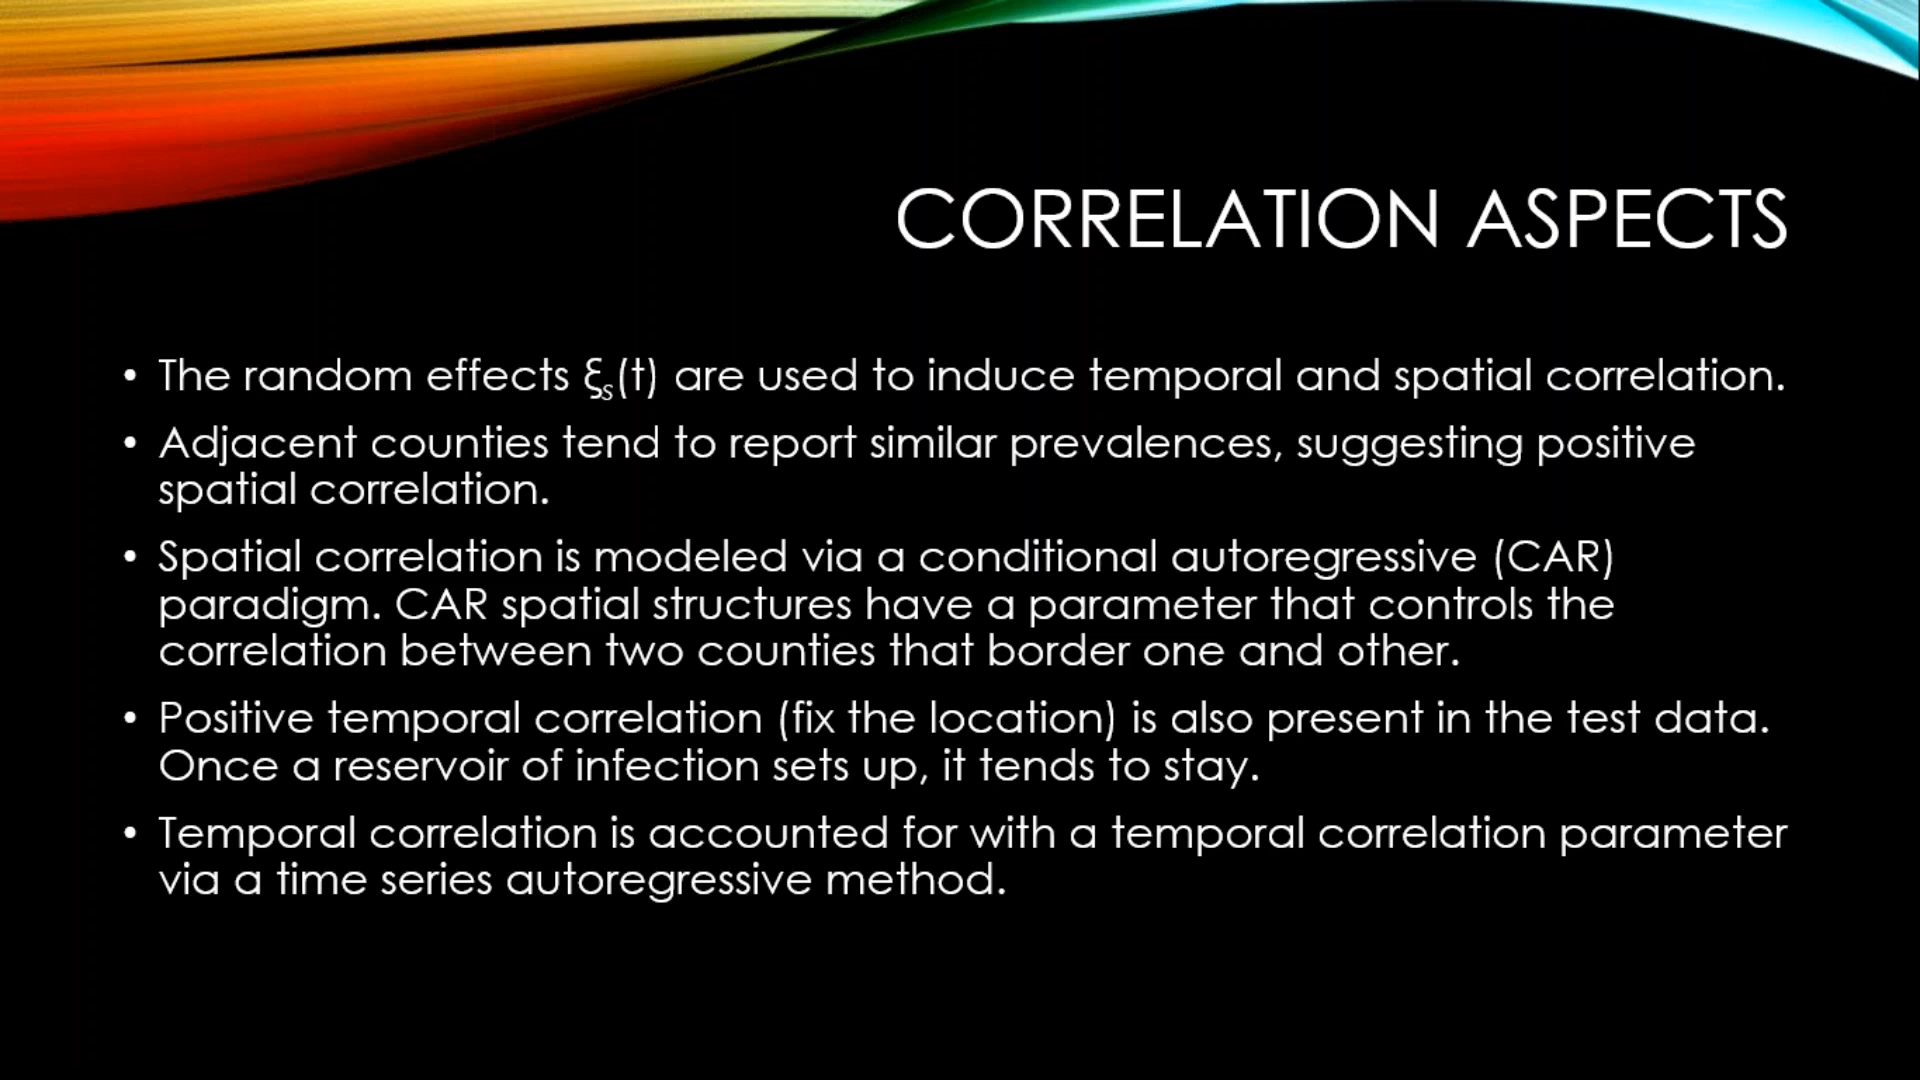 CORRELATION ASPECTS
• The random effects ξₛ(t) are used to induce temporal and spatial correlation.
• Adjacent counties tend to report similar prevalences, suggesting positive
spatial correlation.
• Spatial correlation is modeled via a conditional autoregressive (CAR)
paradigm. CAR spatial structures have a parameter that controls the
correlation between two counties that border one and other.
• Positive temporal correlation (fix the location) is also present in the test data.
Once a reservoir of infection sets up, it tends to stay.
• Temporal correlation is accounted for with a temporal correlation parameter
via a time series autoregressive method.